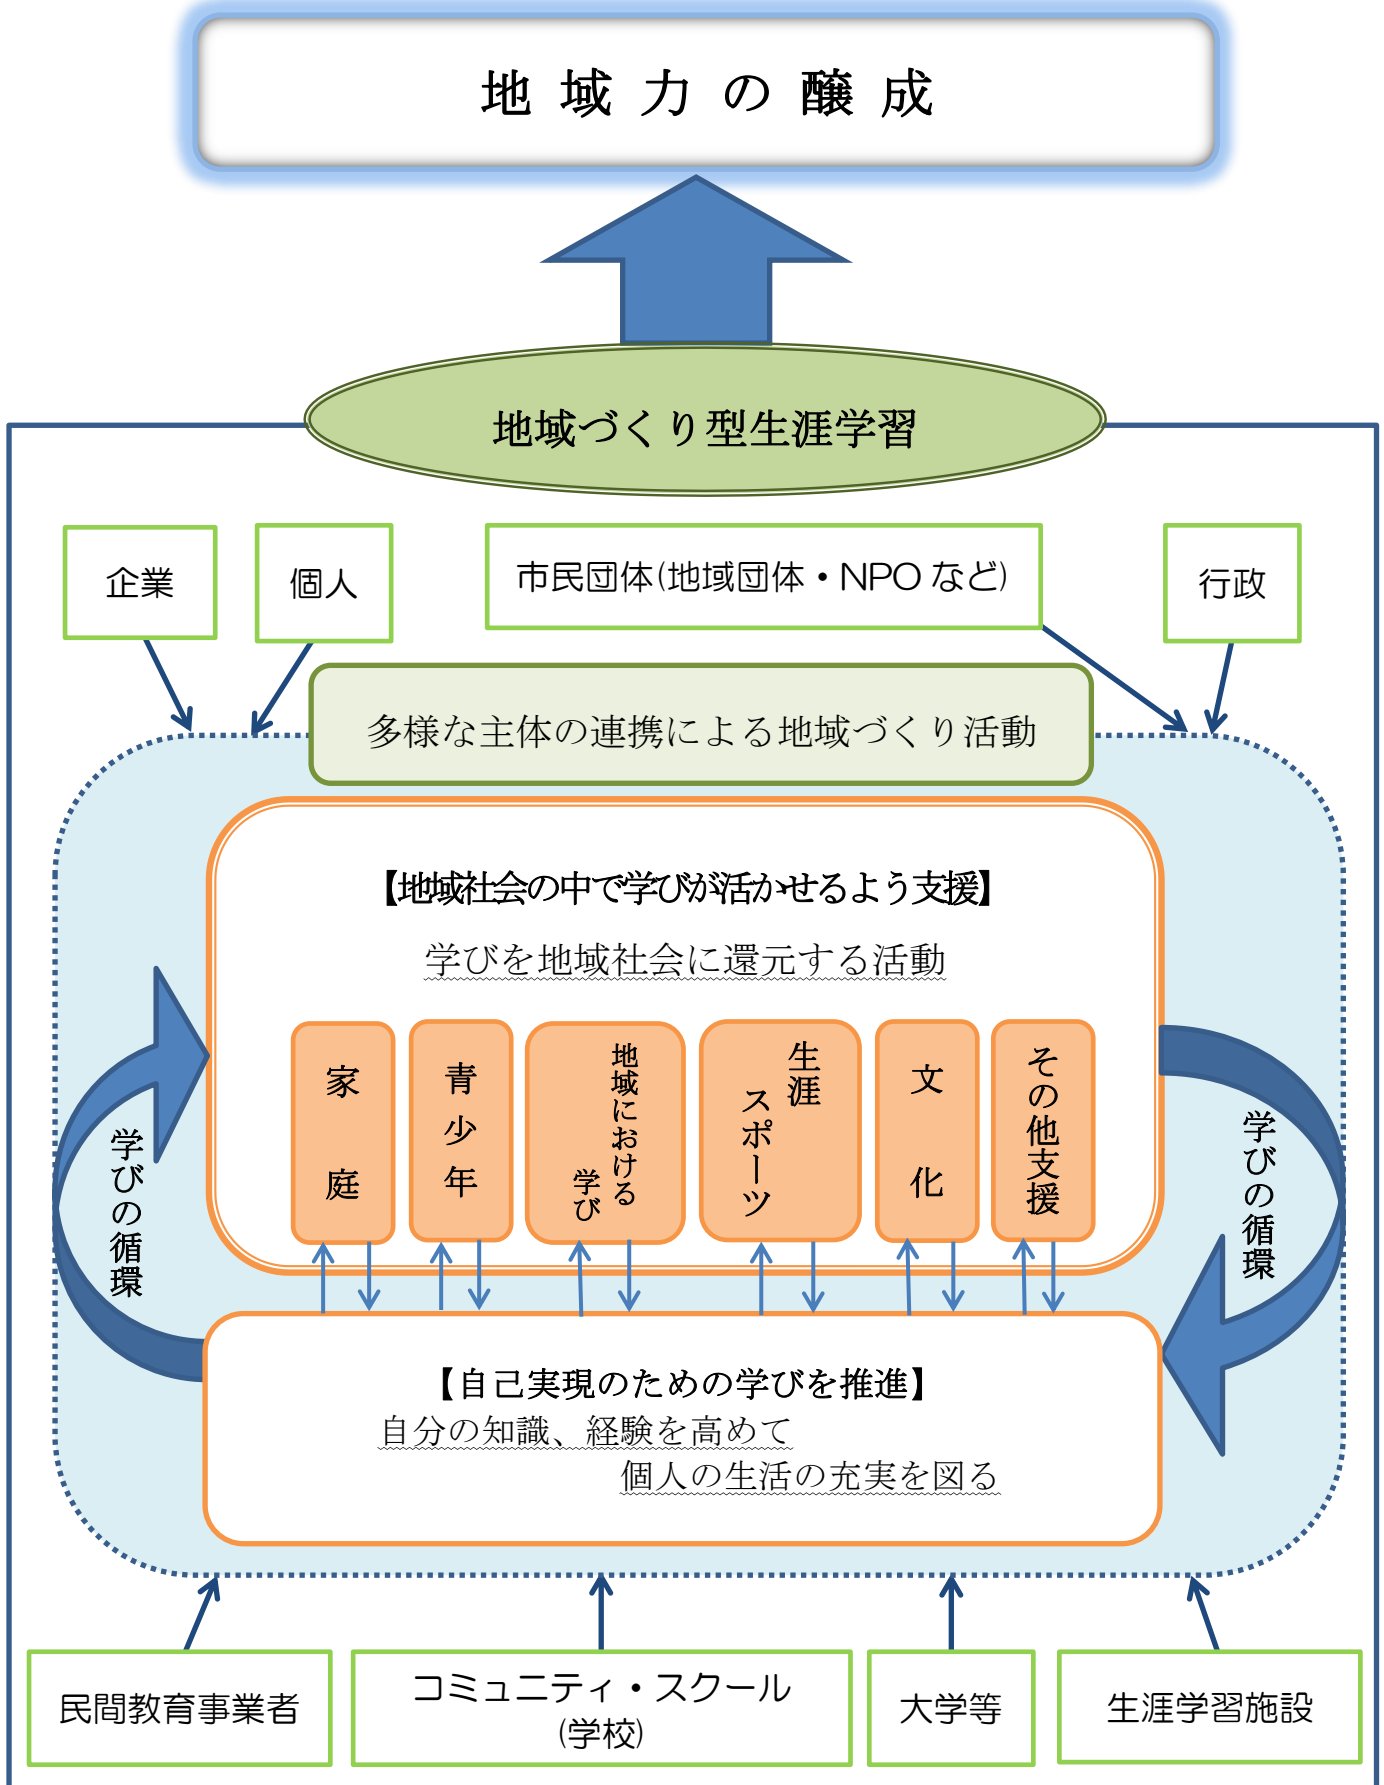 地域力の醸成
地域づくり型生涯学習
企業
個人
市民団体(地域団体・NPO など)
行政
多様な主体の連携による地域づくり活動
【地域社会の中で学びが活かせるよう支援】
学びを地域社会に還元する活動
家庭
青少年
地域における
学び
生涯
スポーツ
文化
その他支援
学びの循環
学びの循環
【自己実現のための学びを推進】
自分の知識、経験を高めて
個人の生活の充実を図る
民間教育事業者
コミュニティ・スクール
(学校)
大学等
生涯学習施設